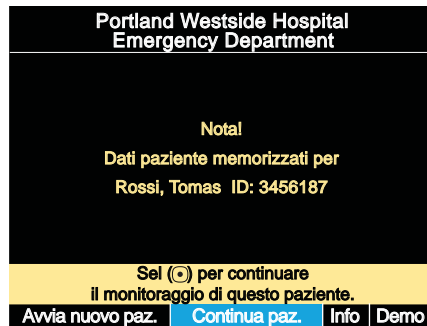 Portland Westside Hospital
Emergency Department
Nota!
Dati paziente memorizzati per
Rossi, Tomas ID: 3456187
Sel (⊙) per continuare
il monitoraggio di questo paziente.
Avvia nuovo paz. Continua paz. Info Demo